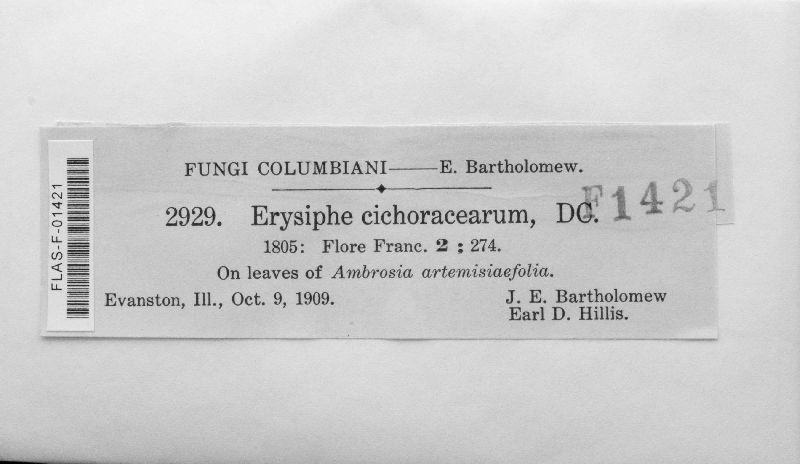 FUNGI COLUMBIANI——E. Bartholomew.
2929. Erysiphe cichoracearum, DC.
F1421
1805: Flore Franc. 2 : 274.
On leaves of Ambrosia artemisiaefolia.
Evanston, Ill., Oct. 9, 1909.
J. E. Bartholomew
Earl D. Hillis.
FLAS-F-01421